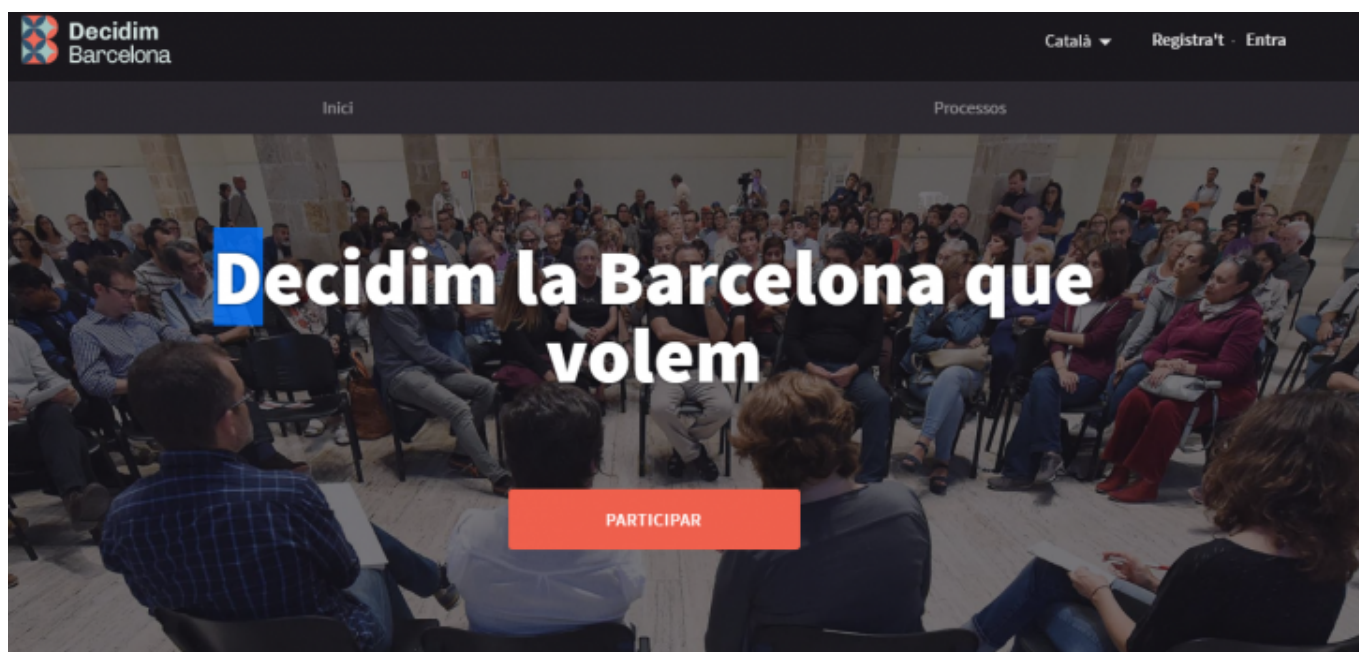 Decidim
Barcelona
Català
Registra't - Entra
Inici
Processos
Decidim la Barcelona que
volem
PARTICIPAR